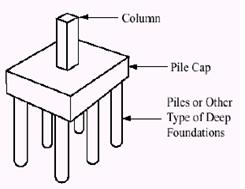 Column
Pile Cap
Piles or Other
Type of Deep
Foundations